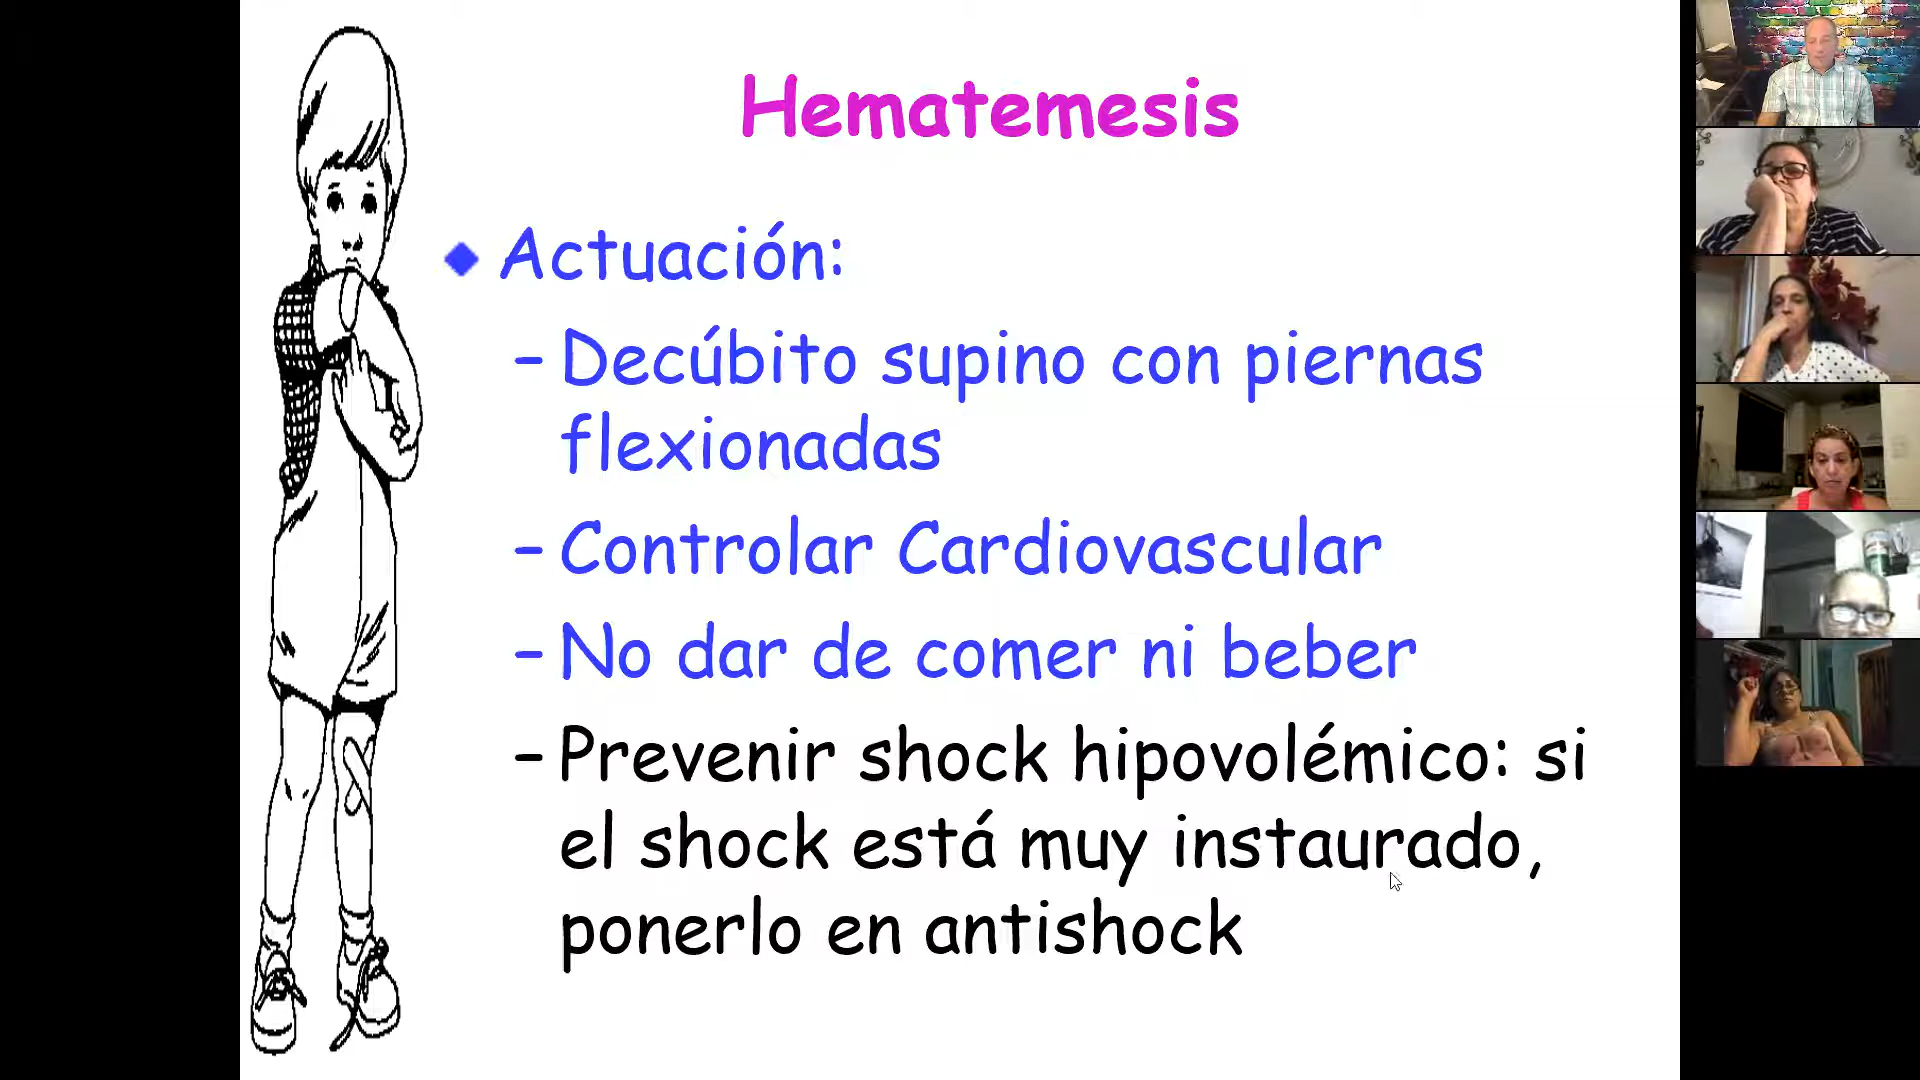 Hematemesis
Actuación:
– Decúbito supino con piernas
flexionadas
– Controlar Cardiovascular
– No dar de comer ni beber
– Prevenir shock hipovolémico: si
el shock está muy instaurado,
ponerlo en antishock